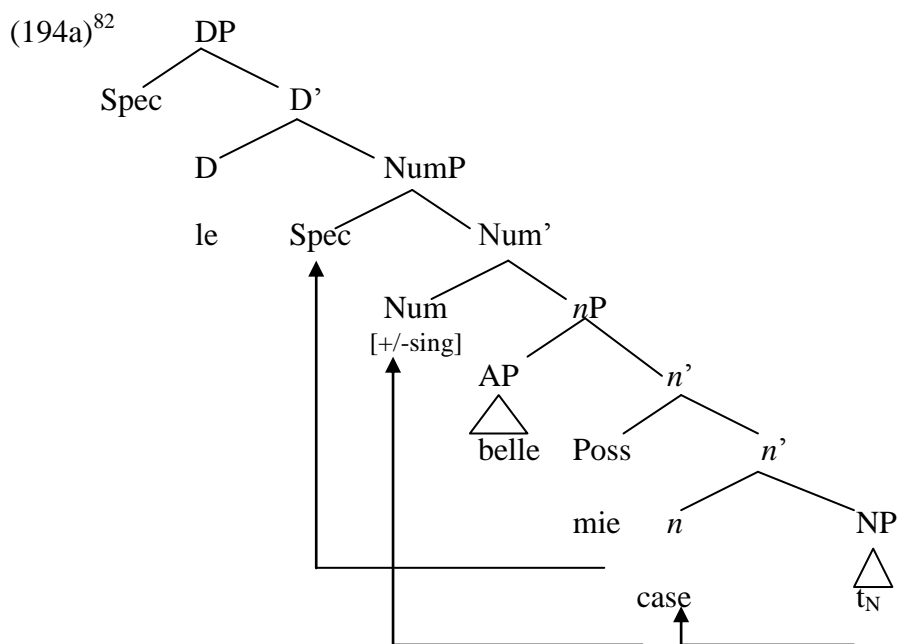 (194a)82 DP
Spec D’
D NumP
le Spec Num’
Num nP
[+/-sing]
AP n’
belle Poss n’
mie n NP
case tN